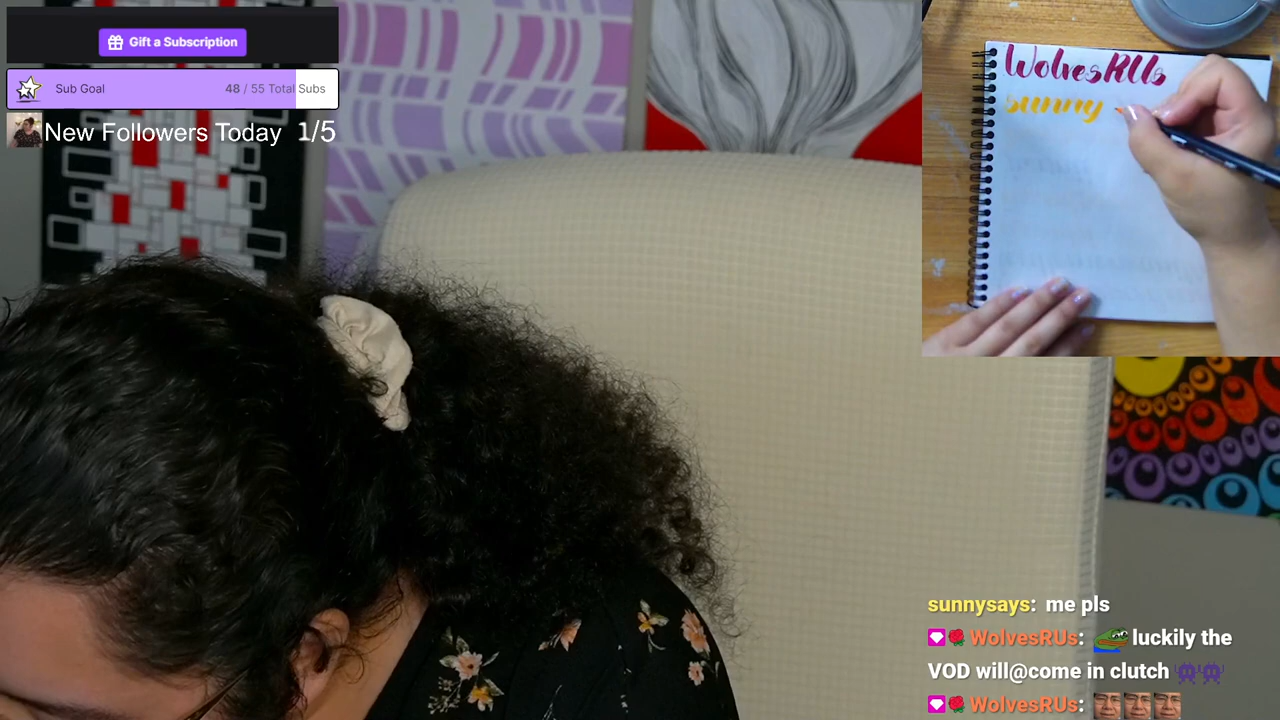 Gift a Subscription
Sub Goal 48 / 55 Total Subs
New Followers Today 1/5
WolvesRUs
sunny
sunnysays: me pls
WolvesRUs: luckily the
VOD will@come in clutch
WolvesRUs: